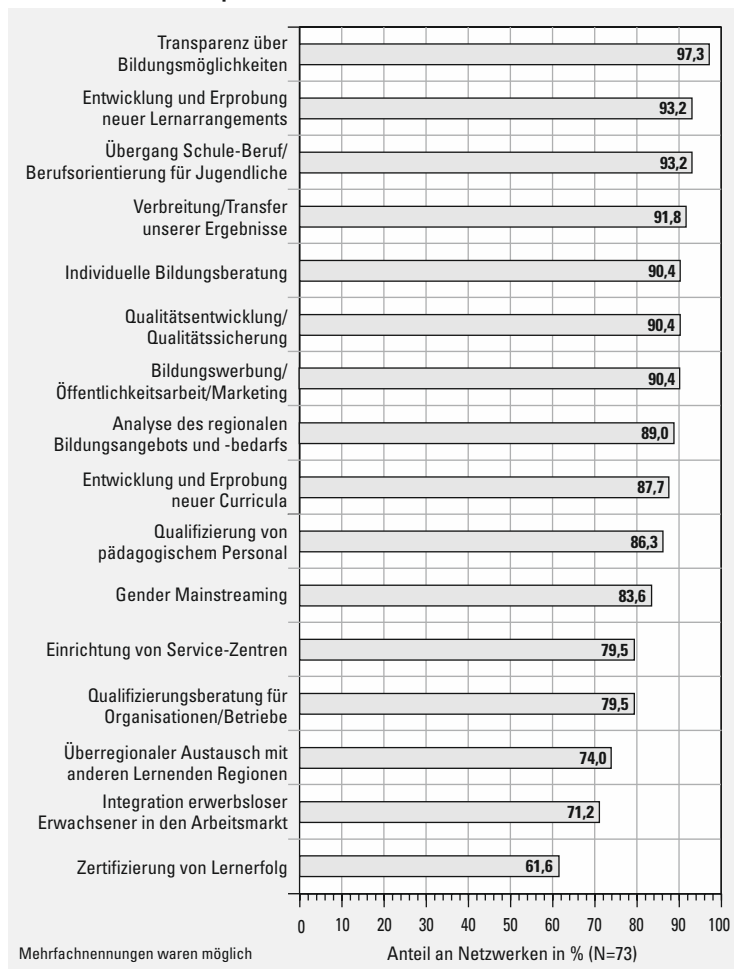 Transparenz über
Bildungsmöglichkeiten
97,3
Entwicklung und Erprobung
neuer Lernarrangements
93,2
Übergang Schule-Beruf/
Berufsorientierung für Jugendliche
93,2
Verbreitung/Transfer
unserer Ergebnisse
91,8
Individuelle Bildungsberatung
90,4
Qualitätsentwicklung/
Qualitätssicherung
90,4
Bildungswerbung/
Öffentlichkeitsarbeit/Marketing
90,4
Analyse des regionalen
Bildungsangebots und -bedarfs
89,0
Entwicklung und Erprobung
neuer Curricula
87,7
Qualifizierung von
pädagogischem Personal
86,3
Gender Mainstreaming
83,6
Einrichtung von Service-Zentren
79,5
Qualifizierungsberatung für
Organisationen/Betriebe
79,5
Überregionaler Austausch mit
anderen Lernenden Regionen
74,0
Integration erwerbsloser
Erwachsener in den Arbeitsmarkt
71,2
Zertifizierung von Lernerfolg
61,6
0 10 20 30 40 50 60 70 80 90 100
Mehrfachnennungen waren möglich
Anteil an Netzwerken in % (N=73)